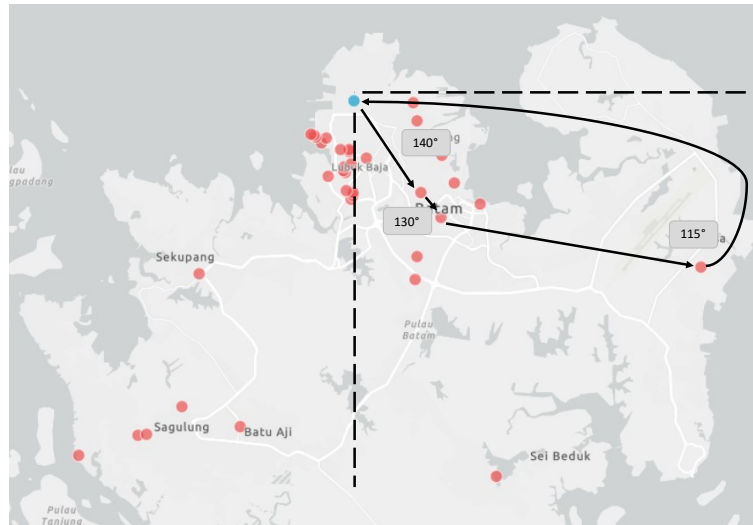 140°
Lubuk Baja
130°
Batam
115°
Sekupang
Pulau
Batam
Sagulung
Batu Aji
Sei Beduk
Pulau
Tanjung